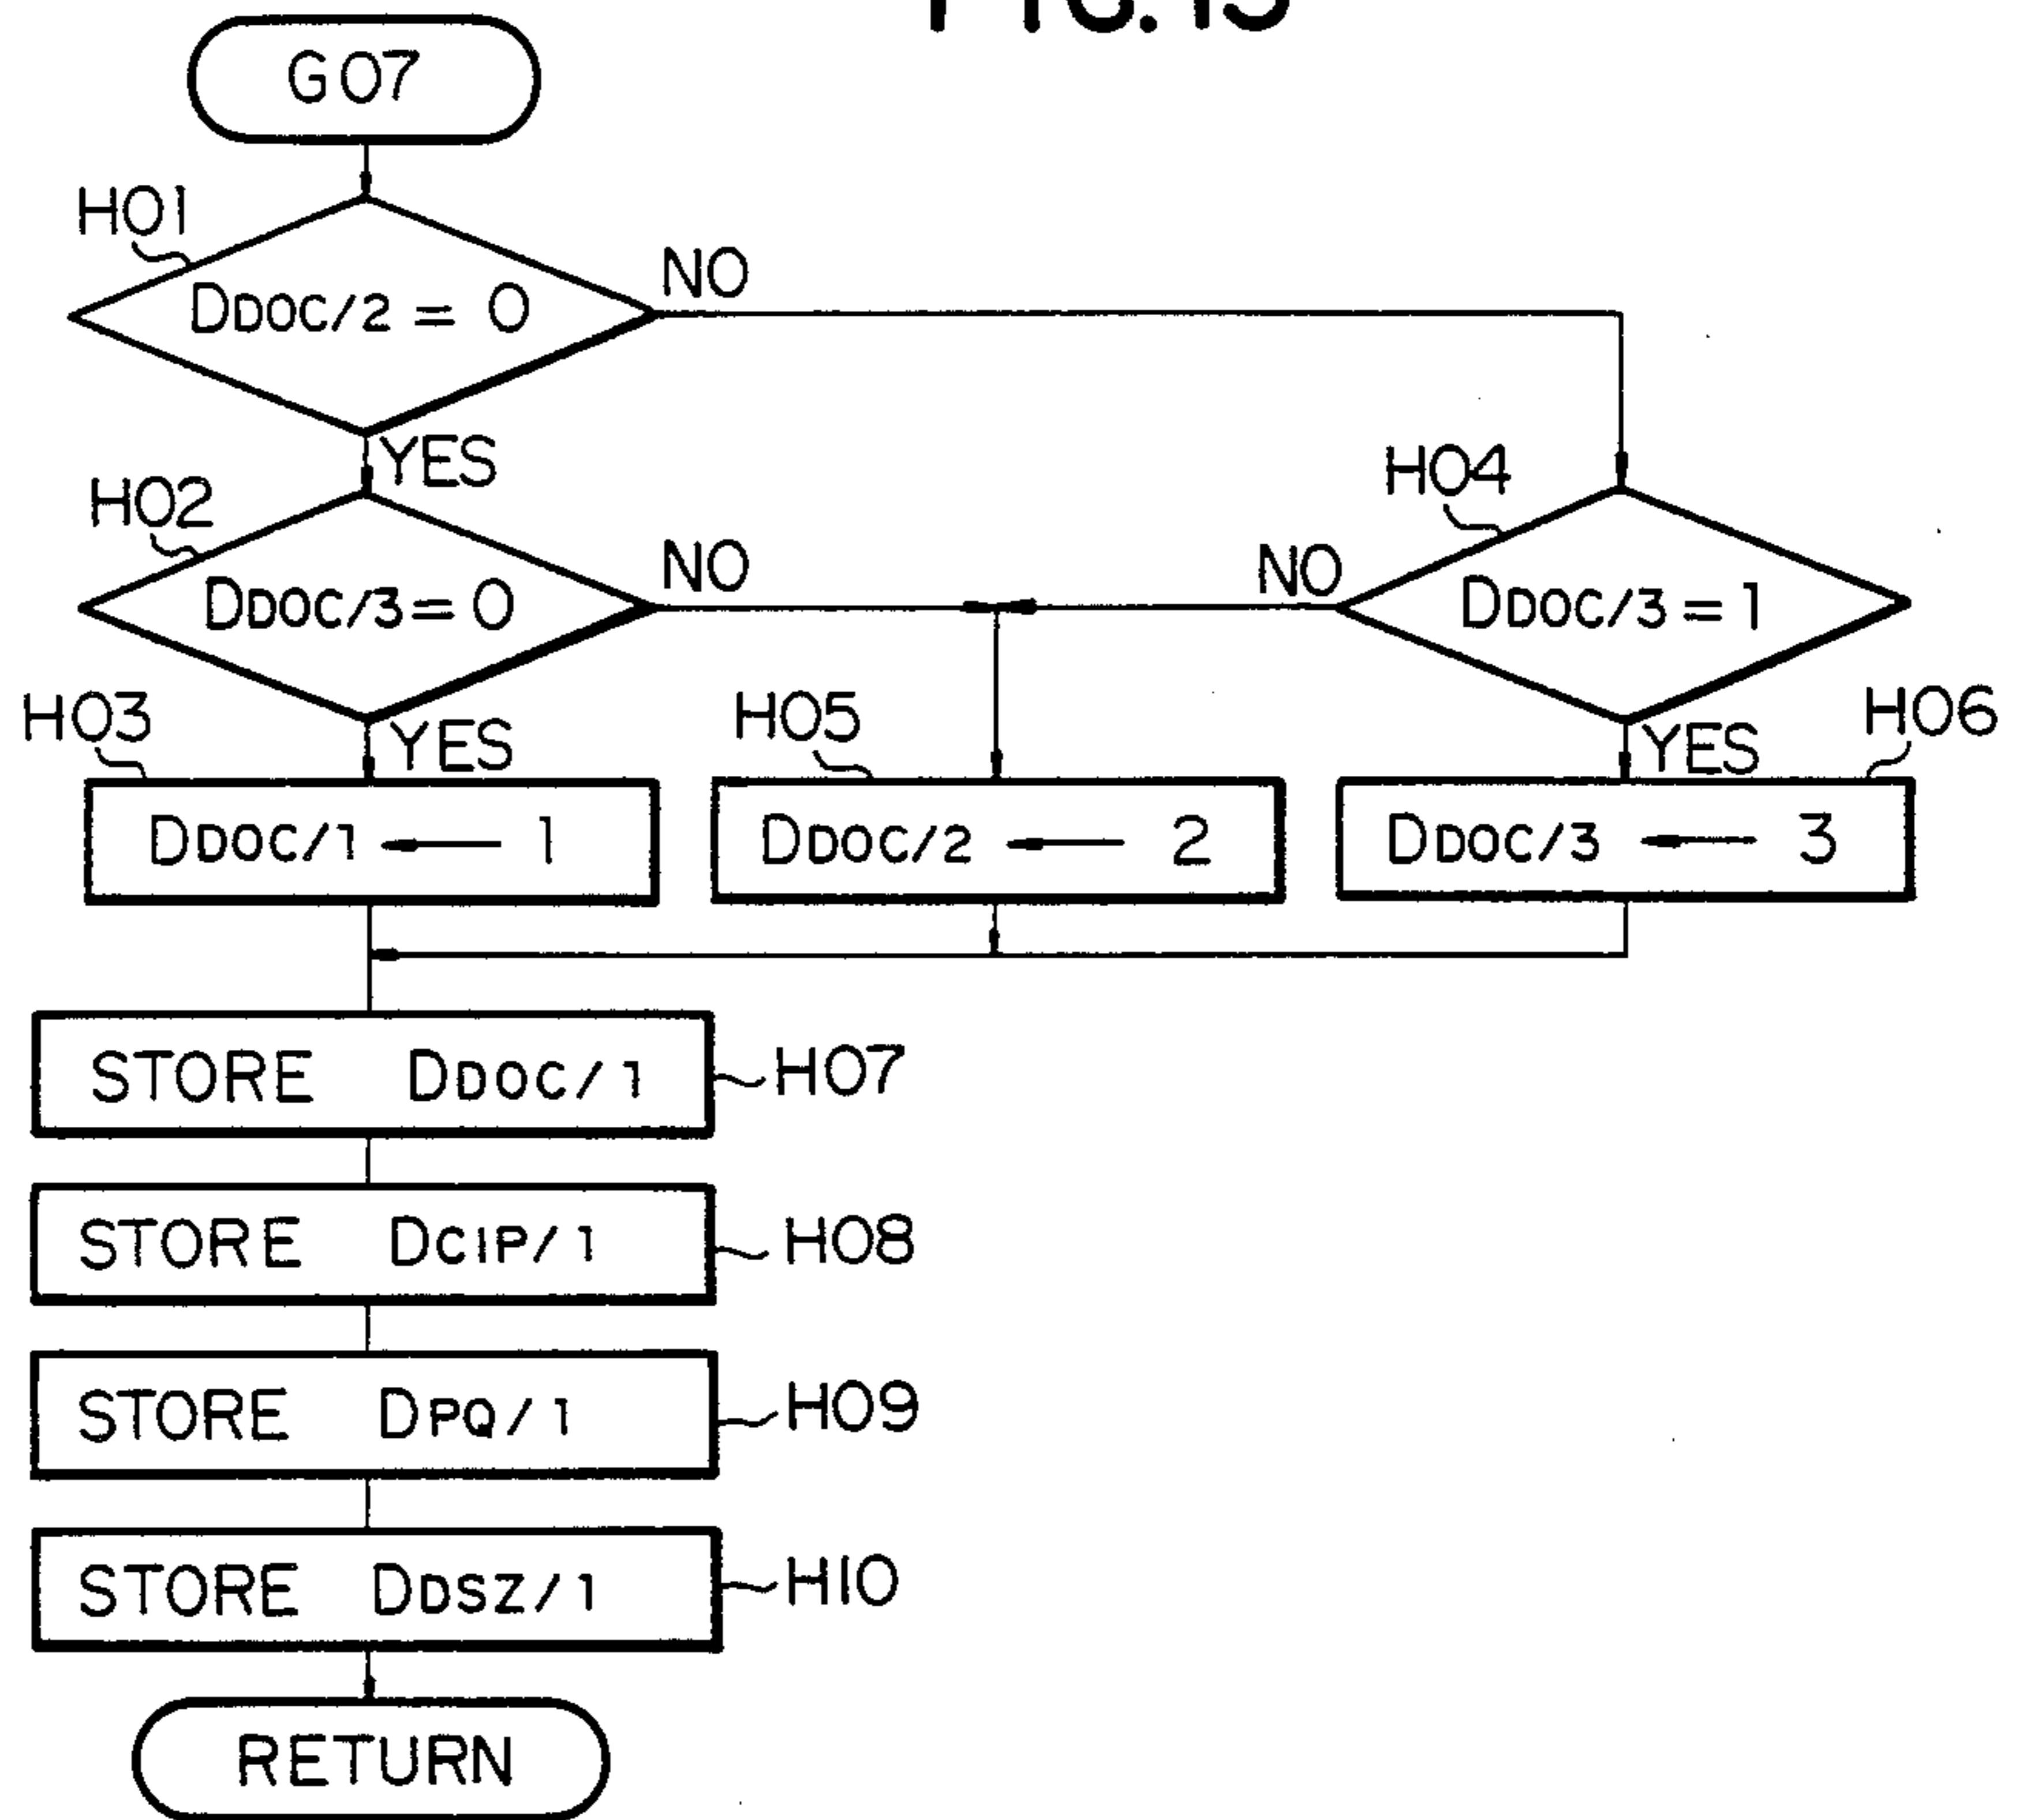 G07
H01
DDOC/2 = 0
NO
YES
H02
DDOC/3 = 0
NO
H04
NO
DDOC/3 = 1
YES
H03
YES
H05
H06
DDOC/1 ← 1
DDOC/2 ← 2
DDOC/3 ← 3
STORE DDOC/1
H07
STORE DCIP/1
H08
STORE DPQ/1
H09
STORE DDSZ/1
H10
RETURN